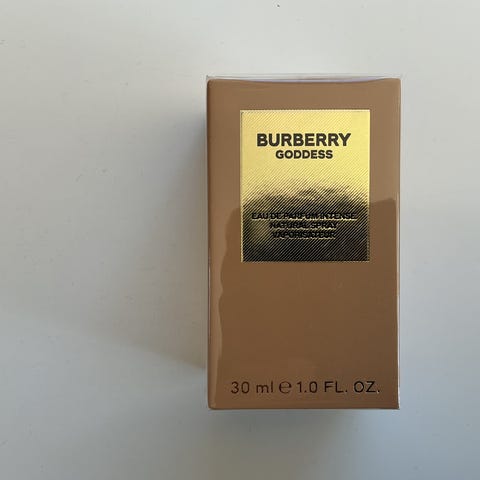 BURBERRY
GODDESS
EAU DE PARFUM INTENSE
NATURAL SPRAY
VAPORISATEUR
30 ml ℮ 1.0 FL. OZ.